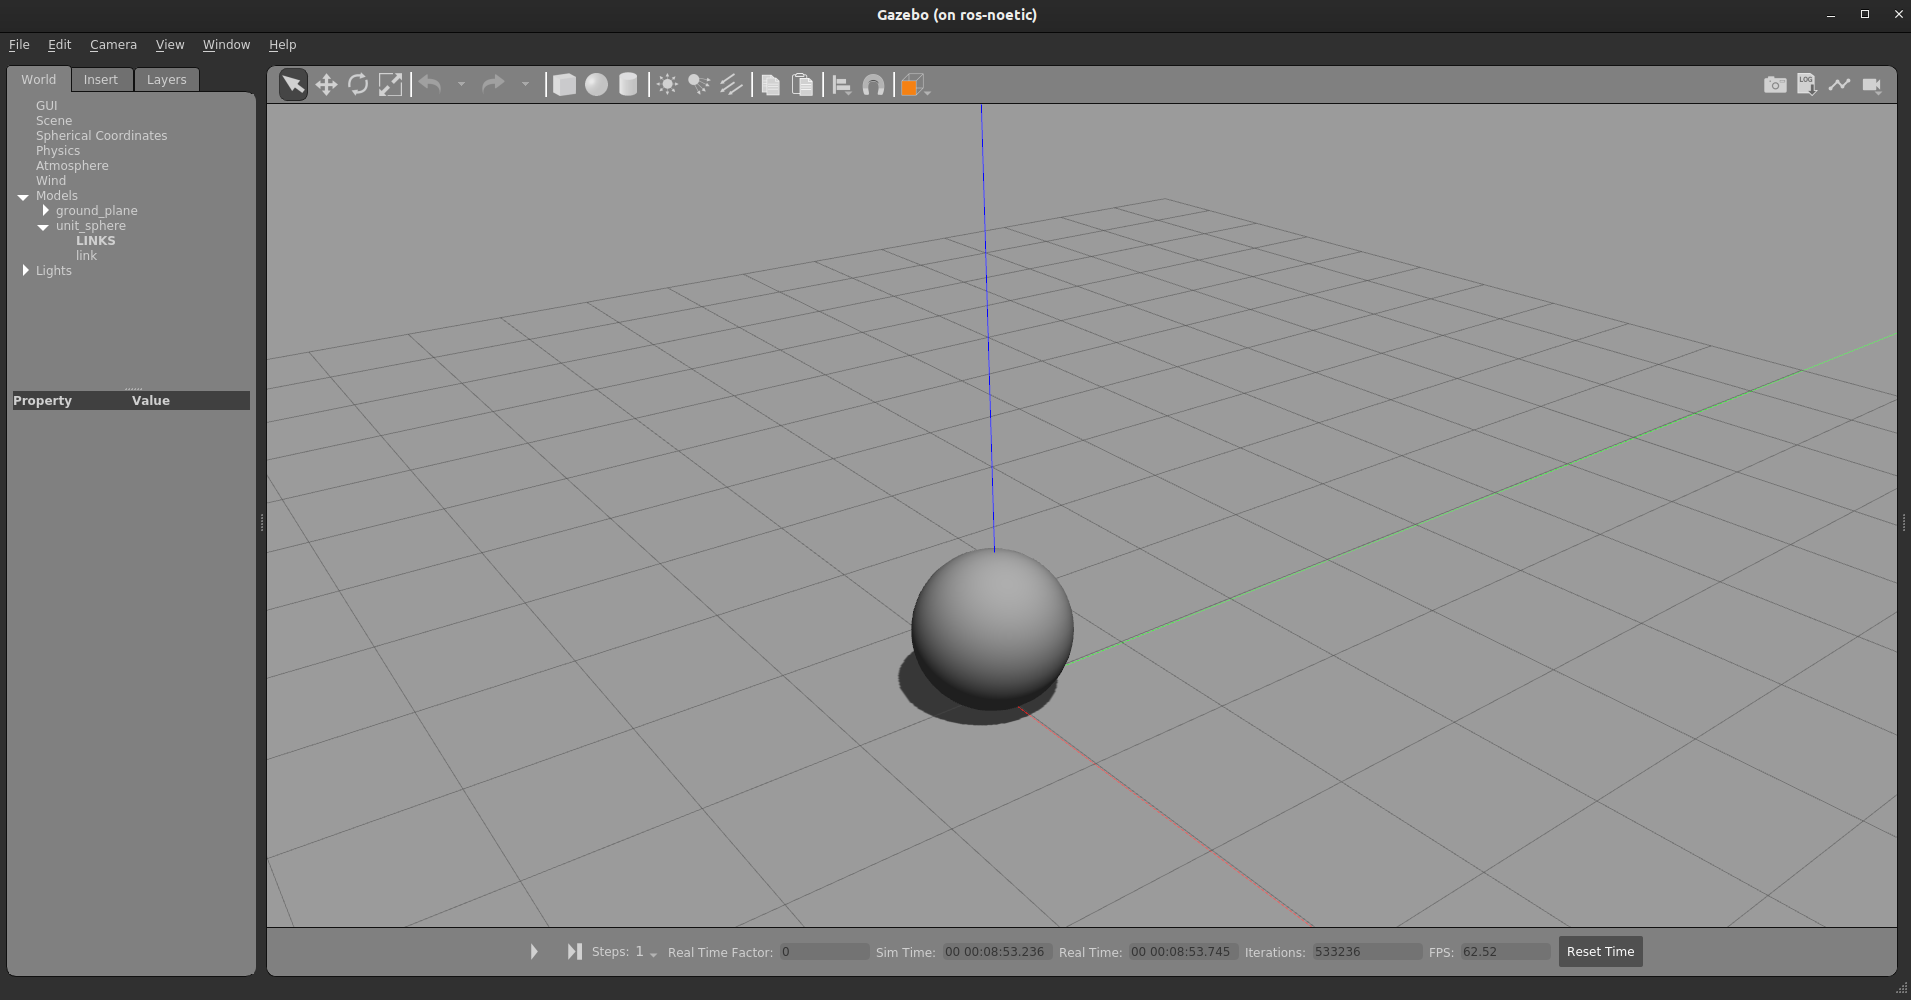 Gazebo (on ros-noetic)
File Edit Camera View Window Help
World Insert Layers
GUI
Scene
Spherical Coordinates
Physics
Atmosphere
Wind
Models
ground_plane
unit_sphere
LINKS
link
Lights
Property Value
LOG
Steps: 1 Real Time Factor: 0 Sim Time: 00 00:08:53.236 Real Time: 00 00:08:53.745 Iterations: 533236 FPS: 62.52 Reset Time